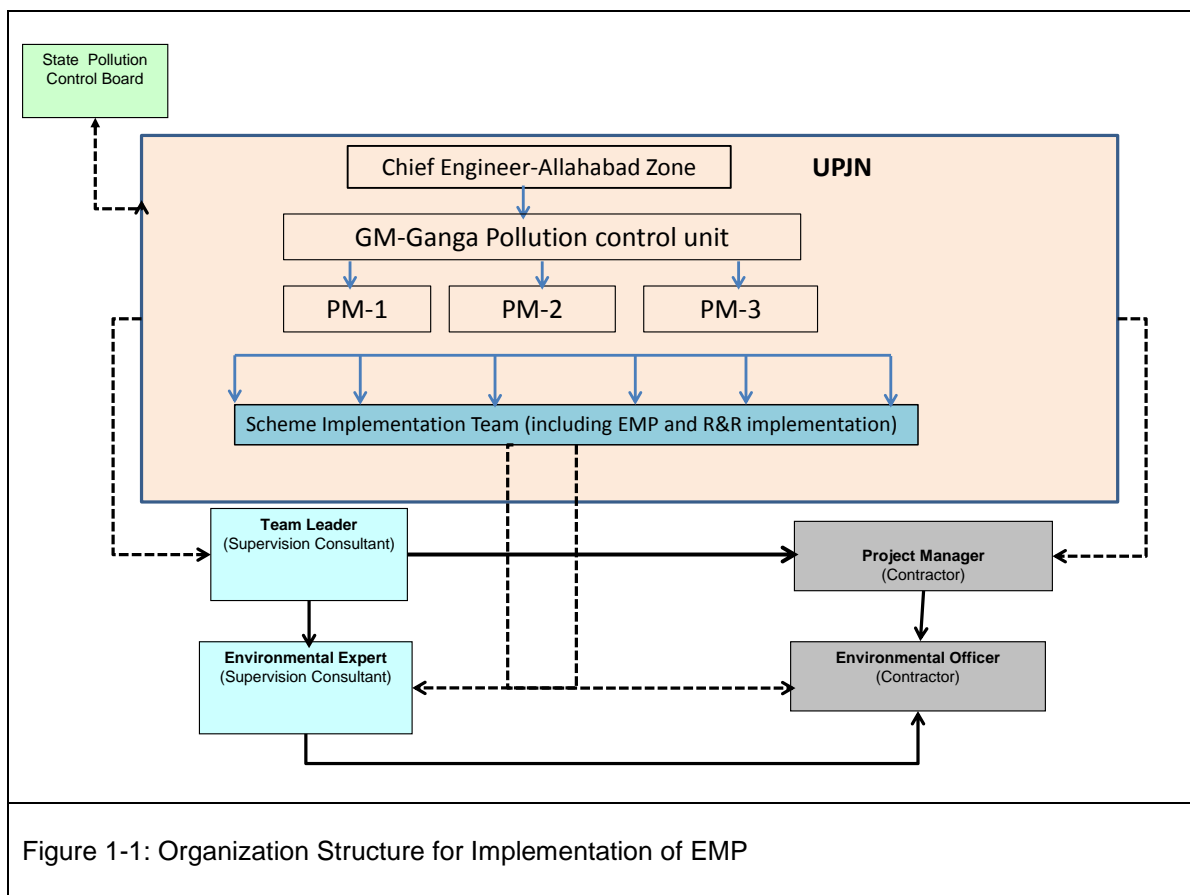 State Pollution
Control Board
Chief Engineer-Allahabad Zone
UPJN
GM-Ganga Pollution control unit
PM-1
PM-2
PM-3
Scheme Implementation Team (including EMP and R&R implementation)
Team Leader
(Supervision Consultant)
Project Manager
(Contractor)
Environmental Expert
(Supervision Consultant)
Environmental Officer
(Contractor)
Figure 1-1: Organization Structure for Implementation of EMP